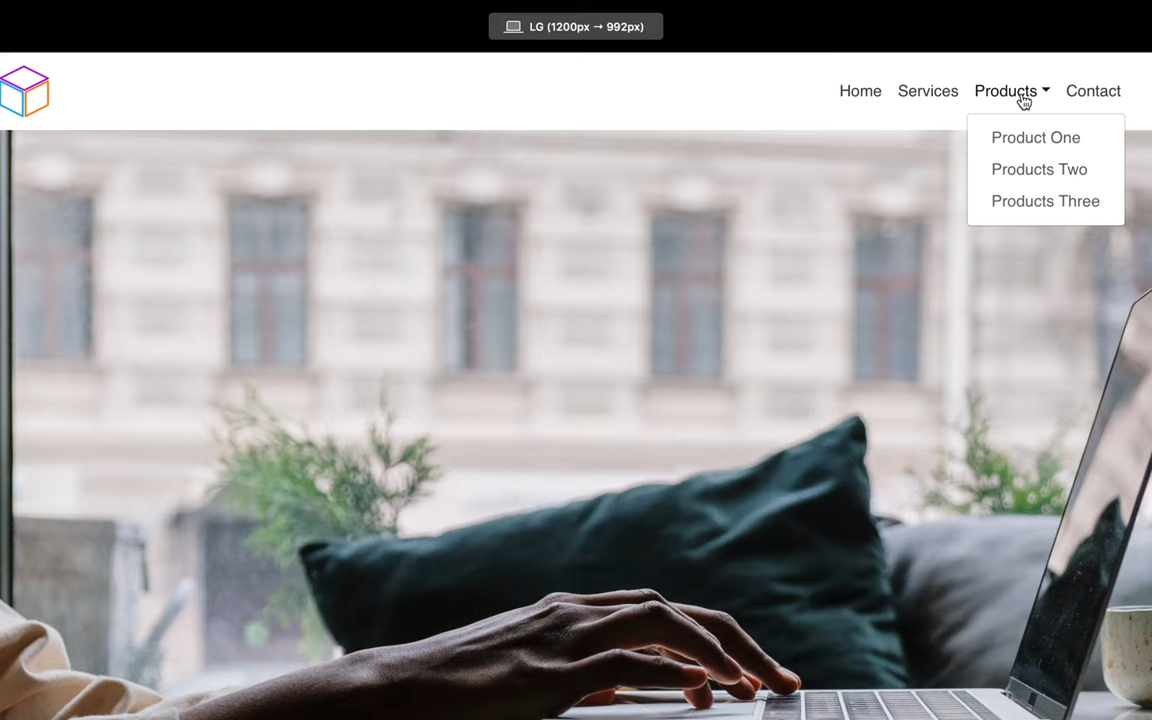 LG (1200px → 992px)
Home Services Products Contact
Product One
Products Two
Products Three